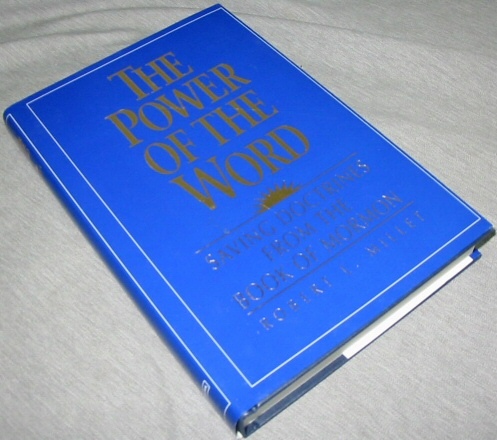 THE
POWER
OF THE
WORD
SAVING DOCTRINES
FROM THE
BOOK OF MORMON
ROBERT L. MILLET